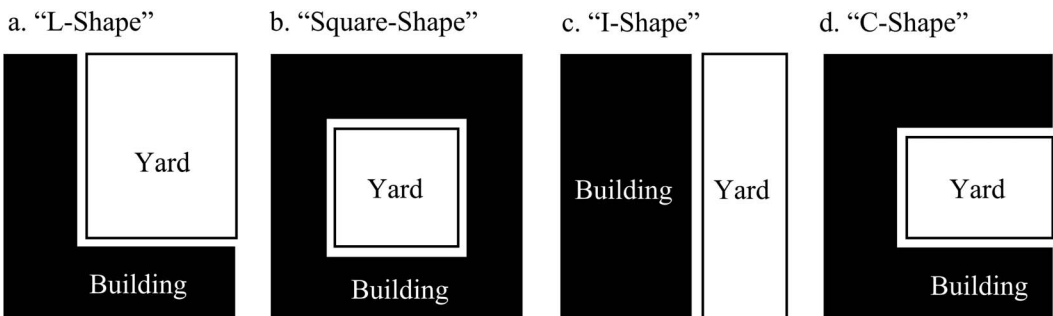 a. “L-Shape”
b. “Square-Shape”
c. “I-Shape”
d. “C-Shape”
Yard
Building
Yard
Building
Building
Yard
Yard
Building